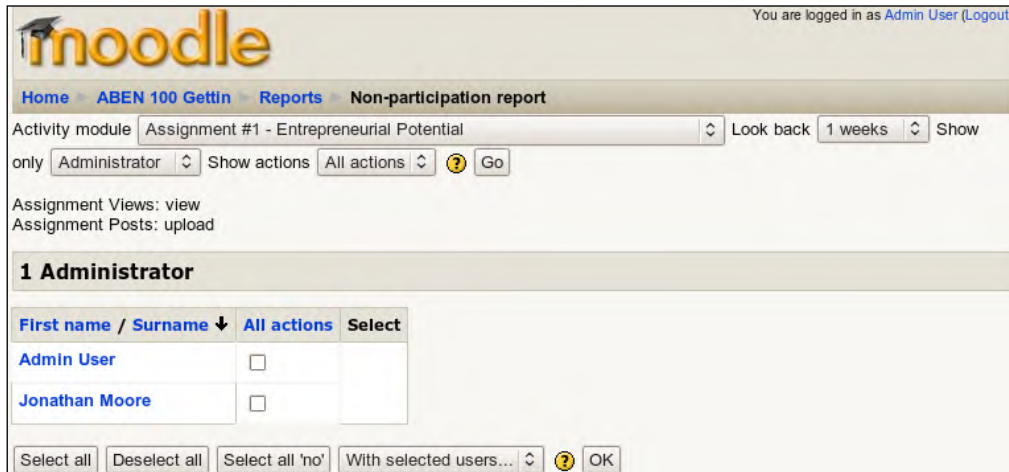 You are logged in as Admin User (Logout
moodle
Home ABEN 100 Gettin Reports Non-participation report
Activity module Assignment #1 - Entrepreneurial Potential Look back 1 weeks Show
only Administrator Show actions All actions ? Go
Assignment Views: view
Assignment Posts: upload
1 Administrator
First name / Surname All actions Select
Admin User
Jonathan Moore
Select all Deselect all Select all 'no' With selected users... ? OK